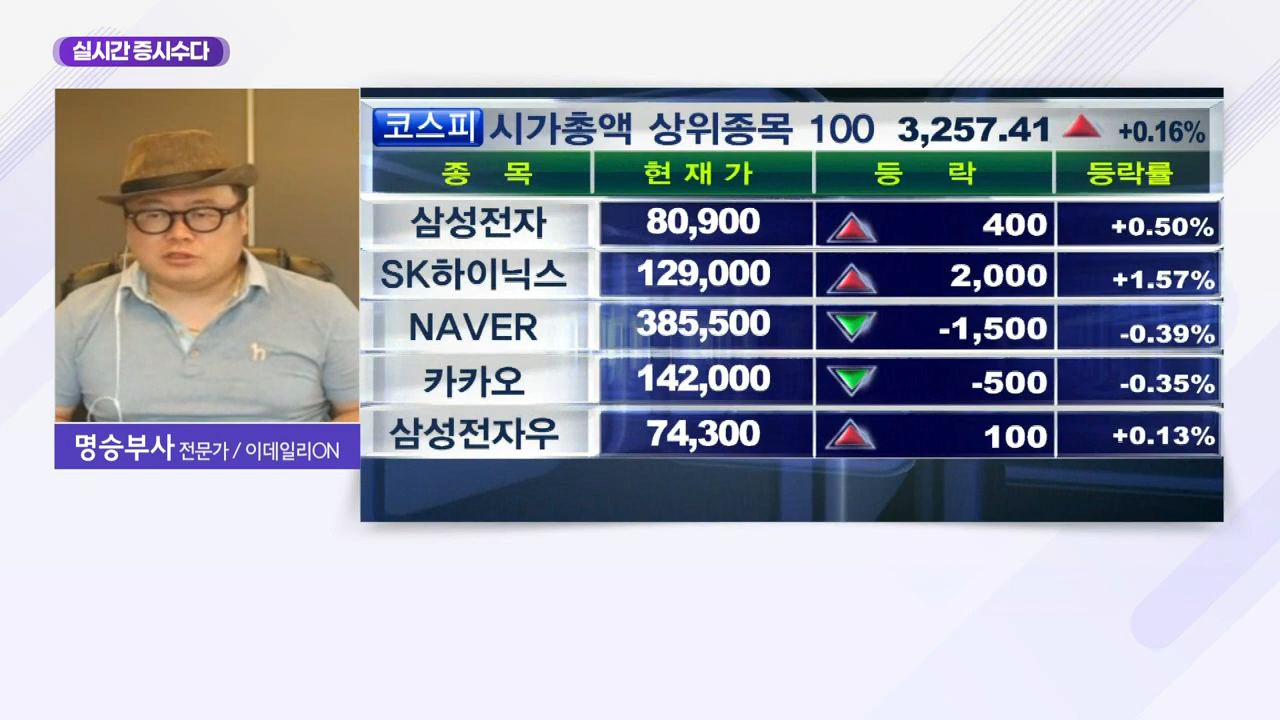 실시간 증시수다
코스피 시가총액 상위종목 100 3,257.41 ▲ +0.16%
종 목 현 재 가 등 락 등락률
삼성전자 80,900 ▲ 400 +0.50%
SK하이닉스 129,000 ▲ 2,000 +1.57%
NAVER 385,500 ▼ -1,500 -0.39%
카카오 142,000 ▼ -500 -0.35%
삼성전자우 74,300 ▲ 100 +0.13%
명승부사 전문가 / 이데일리ON